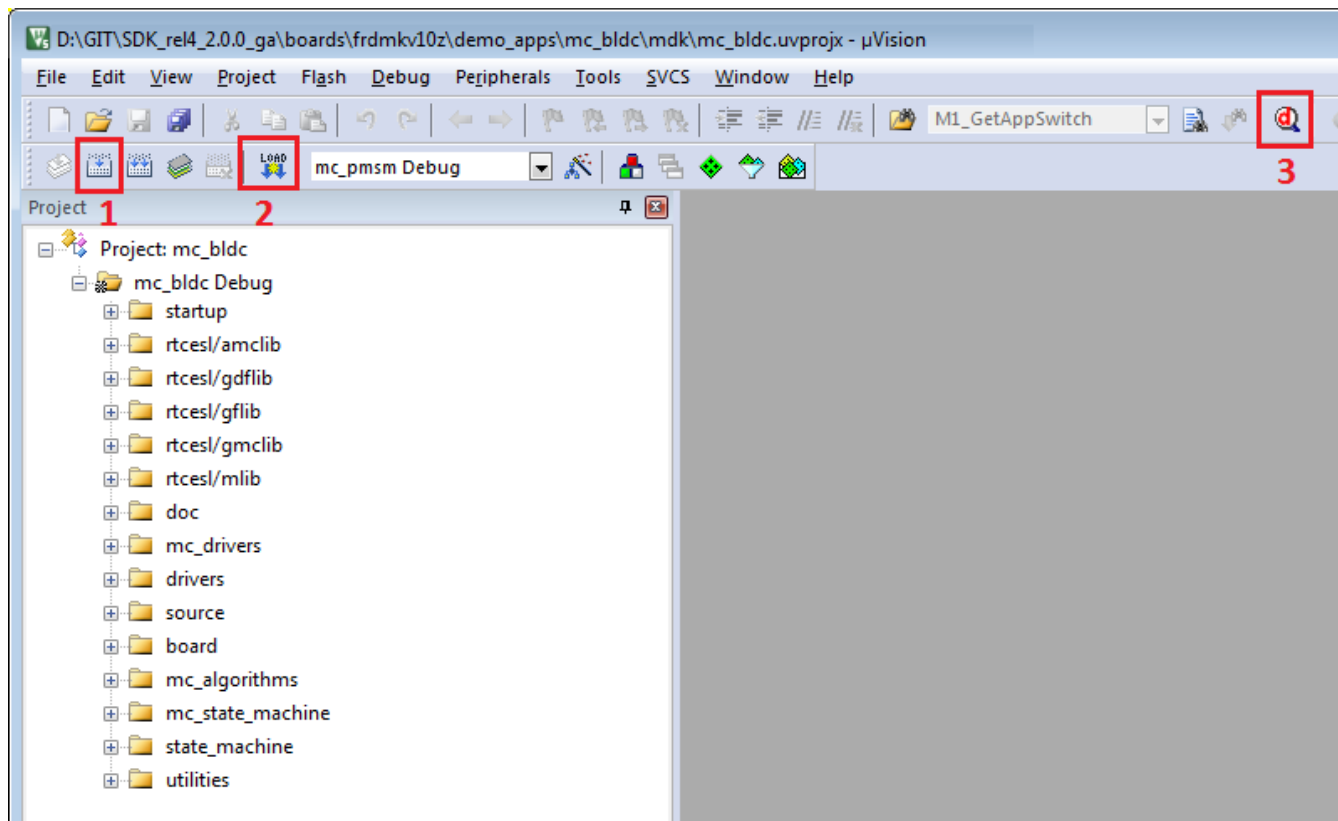 D:\GIT\SDK_rel4_2.0.0_ga\boards\frdmkv10z\demo_apps\mc_bldc\mdk\mc_bldc.uvprojx - µVision
File Edit View Project Flash Debug Peripherals Tools SVCS Window Help
M1_GetAppSwitch
LOAD mc_pmsm Debug 3
Project 1 2
Project: mc_bldc
mc_bldc Debug
startup
rtcesl/amclib
rtcesl/gdflib
rtcesl/gflib
rtcesl/gmclib
rtcesl/mlib
doc
mc_drivers
drivers
source
board
mc_algorithms
mc_state_machine
state_machine
utilities